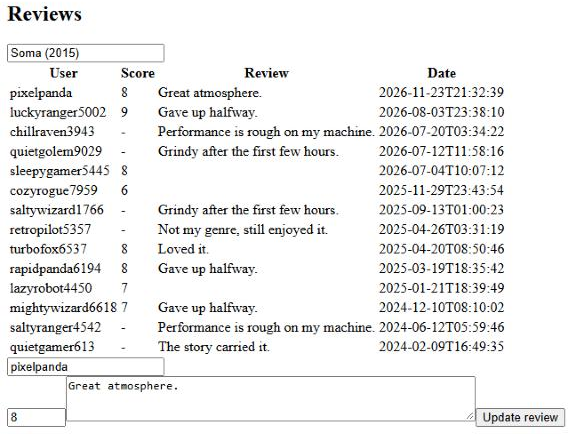 Reviews
Soma (2015)
User Score Review Date
pixelpanda 8 Great atmosphere. 2026-11-23T21:32:39
luckyranger5002 9 Gave up halfway. 2026-08-03T23:38:10
chillraven3943 - Performance is rough on my machine. 2026-07-20T03:34:22
quietgolem9029 - Grindy after the first few hours. 2026-07-12T11:58:16
sleepygamer5445 8 2026-07-04T10:07:12
cozyrogue7959 6 2025-11-29T23:43:54
saltywizard1766 - Grindy after the first few hours. 2025-09-13T01:00:23
retropilot5357 - Not my genre, still enjoyed it. 2025-04-26T03:31:19
turbofox6537 8 Loved it. 2025-04-20T08:50:46
rapidpanda6194 8 Gave up halfway. 2025-03-19T18:35:42
lazyrobot4450 7 2025-01-21T18:39:49
mightywizard6618 7 Gave up halfway. 2024-12-10T08:10:02
saltyranger4542 - Performance is rough on my machine. 2024-06-12T05:59:46
quietgamer613 - The story carried it. 2024-02-09T16:49:35
pixelpanda
Great atmosphere.
8 Update review